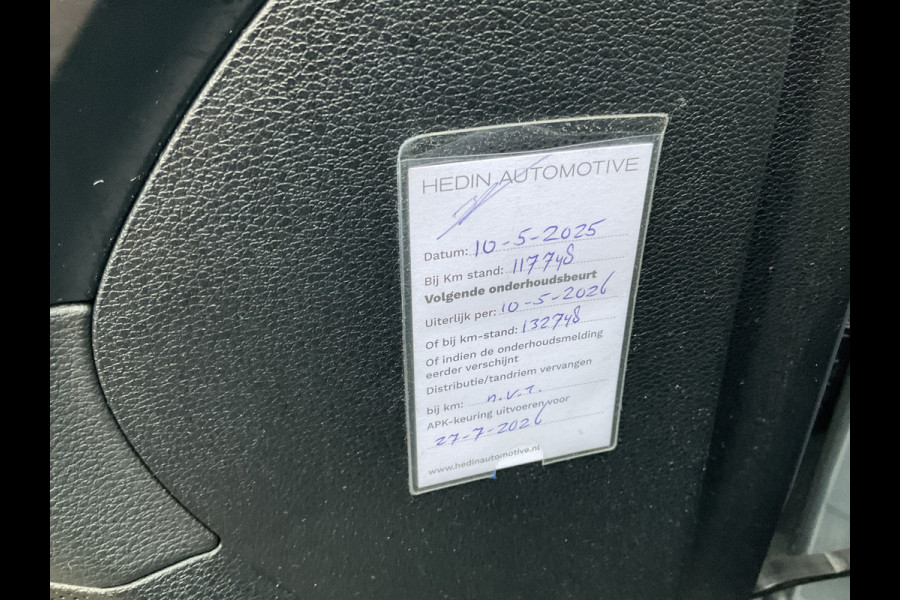 HEDIN AUTOMOTIVE
Datum: 10-5-2025
Bij Km stand: 117748
Volgende onderhoudsbeurt
Uiterlijk per: 10-5-2026
Of bij km-stand: 132748
Of indien de onderhoudsmelding
eerder verschijnt
Distributie/tandriem vervangen
bij km: n.v.t.
APK-keuring uitvoeren voor
27-7-2026
www.hedinautomotive.nl